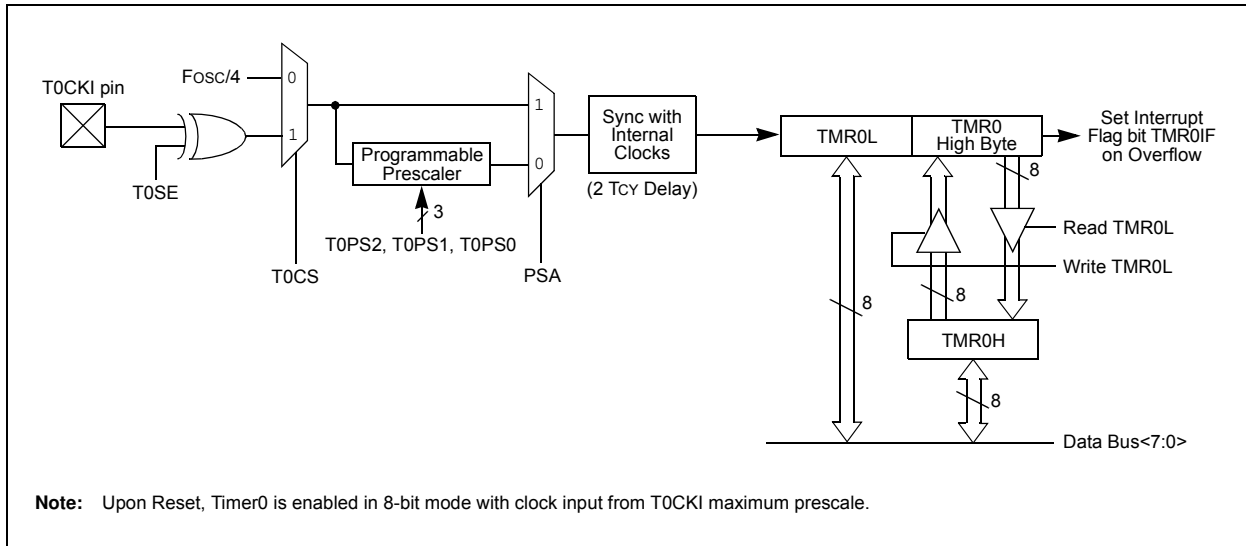 FOSC/4
0
T0CKI pin
1
T0SE
T0CS
Programmable
Prescaler
3
T0PS2, T0PS1, T0PS0
1
0
PSA
Sync with
Internal
Clocks
(2 TCY Delay)
TMR0L
TMR0
High Byte
Set Interrupt
Flag bit TMR0IF
on Overflow
8
Read TMR0L
Write TMR0L
8
8
TMR0H
8
Data Bus<7:0>
Note: Upon Reset, Timer0 is enabled in 8-bit mode with clock input from T0CKI maximum prescale.